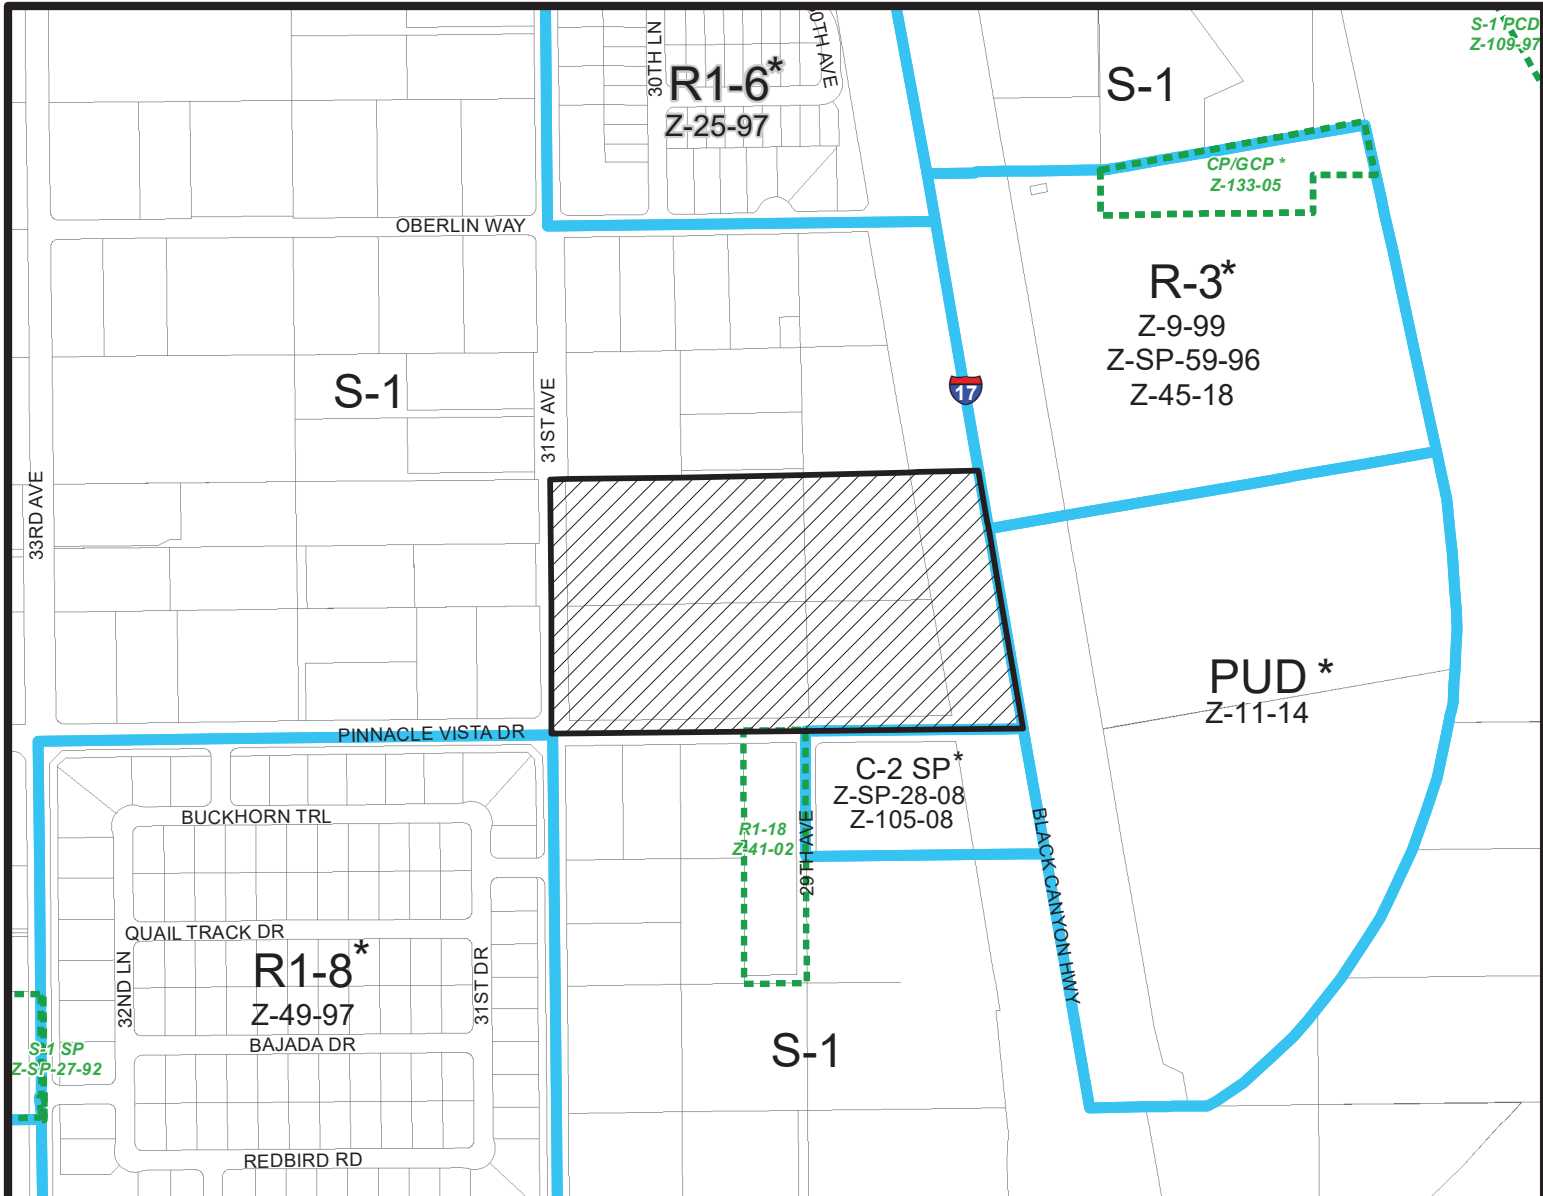 S-1 PCD
Z-109-97
30TH LN
R1-6*
Z-25-97
30TH AVE
S-1
CP/GCP *
Z-133-05
OBERLIN WAY
R-3*
Z-9-99
Z-SP-59-96
Z-45-18
S-1
31ST AVE
17
33RD AVE
PUD *
Z-11-14
PINNACLE VISTA DR
C-2 SP*
Z-SP-28-08
Z-105-08
BUCKHORN TRL
R1-18
Z-41-02
29TH AVE
BLACK CANYON HWY
QUAIL TRACK DR
R1-8*
Z-49-97
32ND LN
31ST DR
BAJADA DR
S-1
S-1 SP
Z-SP-27-92
REDBIRD RD